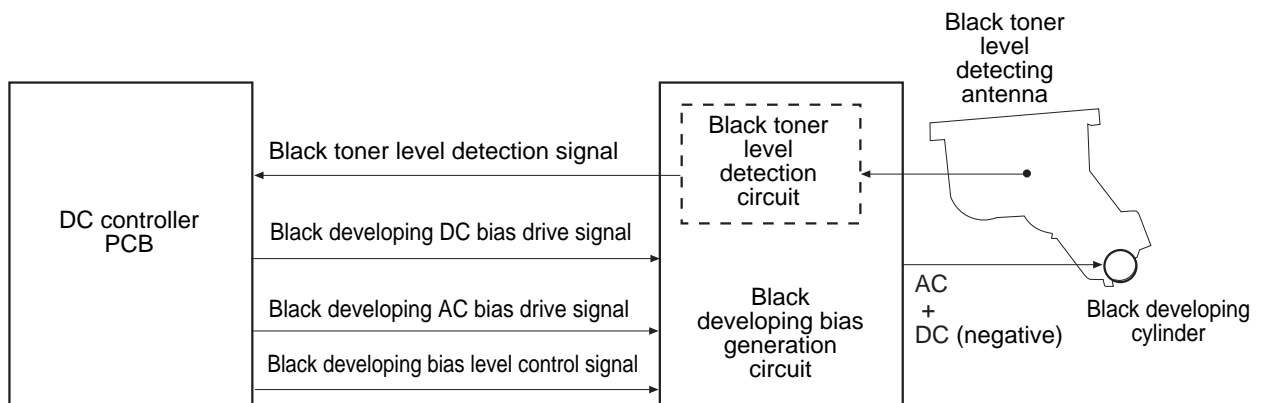 Black toner
level
detecting
antenna
Black toner
level
detection
circuit
Black toner level detection signal
DC controller
PCB
Black developing DC bias drive signal
Black developing AC bias drive signal
Black developing bias level control signal
Black
developing bias
generation
circuit
AC
+
DC (negative)
Black developing
cylinder